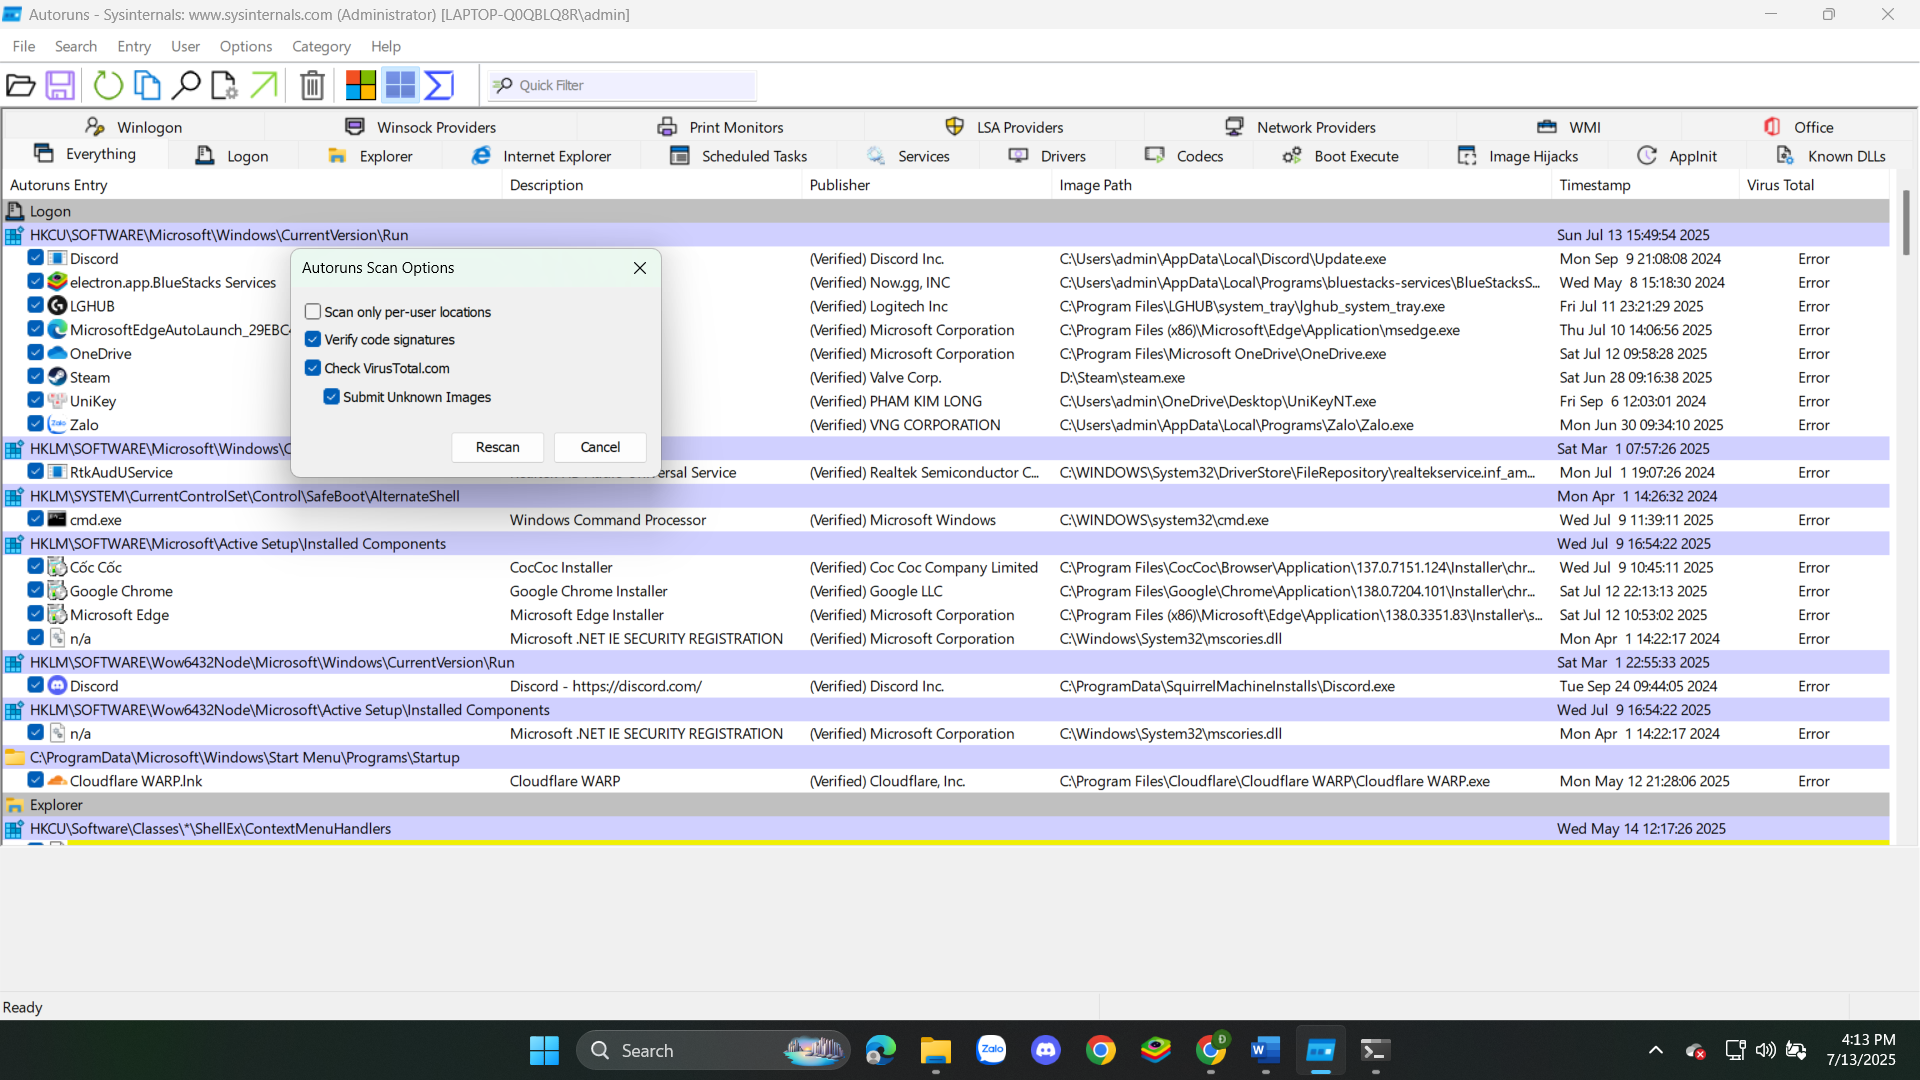 Autoruns - Sysinternals: www.sysinternals.com (Administrator) [LAPTOP-Q0QBLQ8R\admin]
File Search Entry User Options Category Help
Quick Filter
Winlogon Winsock Providers Print Monitors LSA Providers Network Providers WMI Office
Everything Logon Explorer Internet Explorer Scheduled Tasks Services Drivers Codecs Boot Execute Image Hijacks AppInit Known DLLs
Autoruns Entry Description Publisher Image Path Timestamp Virus Total
Logon
HKCU\SOFTWARE\Microsoft\Windows\CurrentVersion\Run Sun Jul 13 15:49:54 2025
Discord (Verified) Discord Inc. C:\Users\admin\AppData\Local\Discord\Update.exe Mon Sep 9 21:08:08 2024 Error
electron.app.BlueStacks Services (Verified) Now.gg, INC C:\Users\admin\AppData\Local\Programs\bluestacks-services\BlueStacksS... Wed May 8 15:18:30 2024 Error
LGHUB (Verified) Logitech Inc C:\Program Files\LGHUB\system_tray\lghub_system_tray.exe Fri Jul 11 23:21:29 2025 Error
MicrosoftEdgeAutoLaunch_29EBC4 (Verified) Microsoft Corporation C:\Program Files (x86)\Microsoft\Edge\Application\msedge.exe Thu Jul 10 14:06:56 2025 Error
OneDrive (Verified) Microsoft Corporation C:\Program Files\Microsoft OneDrive\OneDrive.exe Sat Jul 12 09:58:28 2025 Error
Steam (Verified) Valve Corp. D:\Steam\steam.exe Sat Jun 28 09:16:38 2025 Error
UniKey (Verified) PHAM KIM LONG C:\Users\admin\OneDrive\Desktop\UniKeyNT.exe Fri Sep 6 12:03:01 2024 Error
Zalo (Verified) VNG CORPORATION C:\Users\admin\AppData\Local\Programs\Zalo\Zalo.exe Mon Jun 30 09:34:10 2025 Error
HKLM\SOFTWARE\Microsoft\Windows\C Sat Mar 1 07:57:26 2025
RtkAudUService ersal Service (Verified) Realtek Semiconductor C... C:\WINDOWS\System32\DriverStore\FileRepository\realtekservice.inf_am... Mon Jul 1 19:07:26 2024 Error
HKLM\SYSTEM\CurrentControlSet\Control\SafeBoot\AlternateShell Mon Apr 1 14:26:32 2024
cmd.exe Windows Command Processor (Verified) Microsoft Windows C:\WINDOWS\system32\cmd.exe Wed Jul 9 11:39:11 2025 Error
HKLM\SOFTWARE\Microsoft\Active Setup\Installed Components Wed Jul 9 16:54:22 2025
Cốc Cốc CocCoc Installer (Verified) Coc Coc Company Limited C:\Program Files\CocCoc\Browser\Application\137.0.7151.124\Installer\chr... Wed Jul 9 10:45:11 2025 Error
Google Chrome Google Chrome Installer (Verified) Google LLC C:\Program Files\Google\Chrome\Application\138.0.7204.101\Installer\chr... Sat Jul 12 22:13:13 2025 Error
Microsoft Edge Microsoft Edge Installer (Verified) Microsoft Corporation C:\Program Files (x86)\Microsoft\Edge\Application\138.0.3351.83\Installer\s... Sat Jul 12 10:53:02 2025 Error
n/a Microsoft .NET IE SECURITY REGISTRATION (Verified) Microsoft Corporation C:\Windows\System32\mscories.dll Mon Apr 1 14:22:17 2024 Error
HKLM\SOFTWARE\Wow6432Node\Microsoft\Windows\CurrentVersion\Run Sat Mar 1 22:55:33 2025
Discord Discord - https://discord.com/ (Verified) Discord Inc. C:\ProgramData\SquirrelMachineInstalls\Discord.exe Tue Sep 24 09:44:05 2024 Error
HKLM\SOFTWARE\Wow6432Node\Microsoft\Active Setup\Installed Components Wed Jul 9 16:54:22 2025
n/a Microsoft .NET IE SECURITY REGISTRATION (Verified) Microsoft Corporation C:\Windows\System32\mscories.dll Mon Apr 1 14:22:17 2024 Error
C:\ProgramData\Microsoft\Windows\Start Menu\Programs\Startup
Cloudflare WARP.lnk Cloudflare WARP (Verified) Cloudflare, Inc. C:\Program Files\Cloudflare\Cloudflare WARP\Cloudflare WARP.exe Mon May 12 21:28:06 2025 Error
Explorer
HKCU\Software\Classes\*\ShellEx\ContextMenuHandlers Wed May 14 12:17:26 2025
Autoruns Scan Options
Scan only per-user locations
Verify code signatures
Check VirusTotal.com
Submit Unknown Images
Rescan Cancel
Ready
Search
Zalo
4:13 PM
7/13/2025